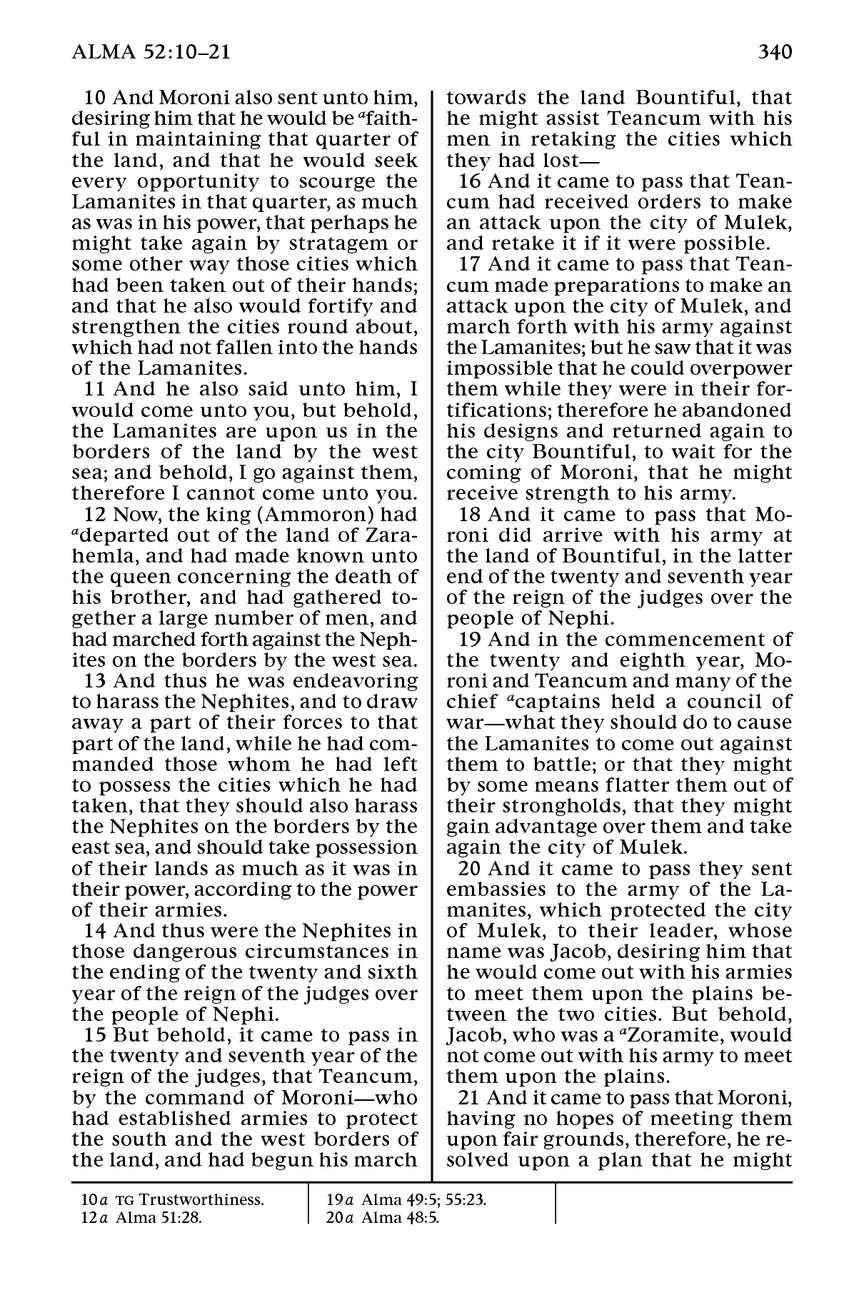 ALMA 52:10–21
340
10 And Moroni also sent unto him,
desiring him that he would be ᵃfaith-
ful in maintaining that quarter of
the land, and that he would seek
every opportunity to scourge the
Lamanites in that quarter, as much
as was in his power, that perhaps he
might take again by stratagem or
some other way those cities which
had been taken out of their hands;
and that he also would fortify and
strengthen the cities round about,
which had not fallen into the hands
of the Lamanites.
11 And he also said unto him, I
would come unto you, but behold,
the Lamanites are upon us in the
borders of the land by the west
sea; and behold, I go against them,
therefore I cannot come unto you.
12 Now, the king (Ammoron) had
ᵃdeparted out of the land of Zara-
hemla, and had made known unto
the queen concerning the death of
his brother, and had gathered to-
gether a large number of men, and
had marched forth against the Neph-
ites on the borders by the west sea.
13 And thus he was endeavoring
to harass the Nephites, and to draw
away a part of their forces to that
part of the land, while he had com-
manded those whom he had left
to possess the cities which he had
taken, that they should also harass
the Nephites on the borders by the
east sea, and should take possession
of their lands as much as it was in
their power, according to the power
of their armies.
14 And thus were the Nephites in
those dangerous circumstances in
the ending of the twenty and sixth
year of the reign of the judges over
the people of Nephi.
15 But behold, it came to pass in
the twenty and seventh year of the
reign of the judges, that Teancum,
by the command of Moroni—who
had established armies to protect
the south and the west borders of
the land, and had begun his march
towards the land Bountiful, that
he might assist Teancum with his
men in retaking the cities which
they had lost—
16 And it came to pass that Tean-
cum had received orders to make
an attack upon the city of Mulek,
and retake it if it were possible.
17 And it came to pass that Tean-
cum made preparations to make an
attack upon the city of Mulek, and
march forth with his army against
the Lamanites; but he saw that it was
impossible that he could overpower
them while they were in their for-
tifications; therefore he abandoned
his designs and returned again to
the city Bountiful, to wait for the
coming of Moroni, that he might
receive strength to his army.
18 And it came to pass that Mo-
roni did arrive with his army at
the land of Bountiful, in the latter
end of the twenty and seventh year
of the reign of the judges over the
people of Nephi.
19 And in the commencement of
the twenty and eighth year, Mo-
roni and Teancum and many of the
chief ᵃcaptains held a council of
war—what they should do to cause
the Lamanites to come out against
them to battle; or that they might
by some means flatter them out of
their strongholds, that they might
gain advantage over them and take
again the city of Mulek.
20 And it came to pass they sent
embassies to the army of the La-
manites, which protected the city
of Mulek, to their leader, whose
name was Jacob, desiring him that
he would come out with his armies
to meet them upon the plains be-
tween the two cities. But behold,
Jacob, who was a ᵃZoramite, would
not come out with his army to meet
them upon the plains.
21 And it came to pass that Moroni,
having no hopes of meeting them
upon fair grounds, therefore, he re-
solved upon a plan that he might
10a TG Trustworthiness.
12a Alma 51:28.
19a Alma 49:5; 55:23.
20a Alma 48:5.